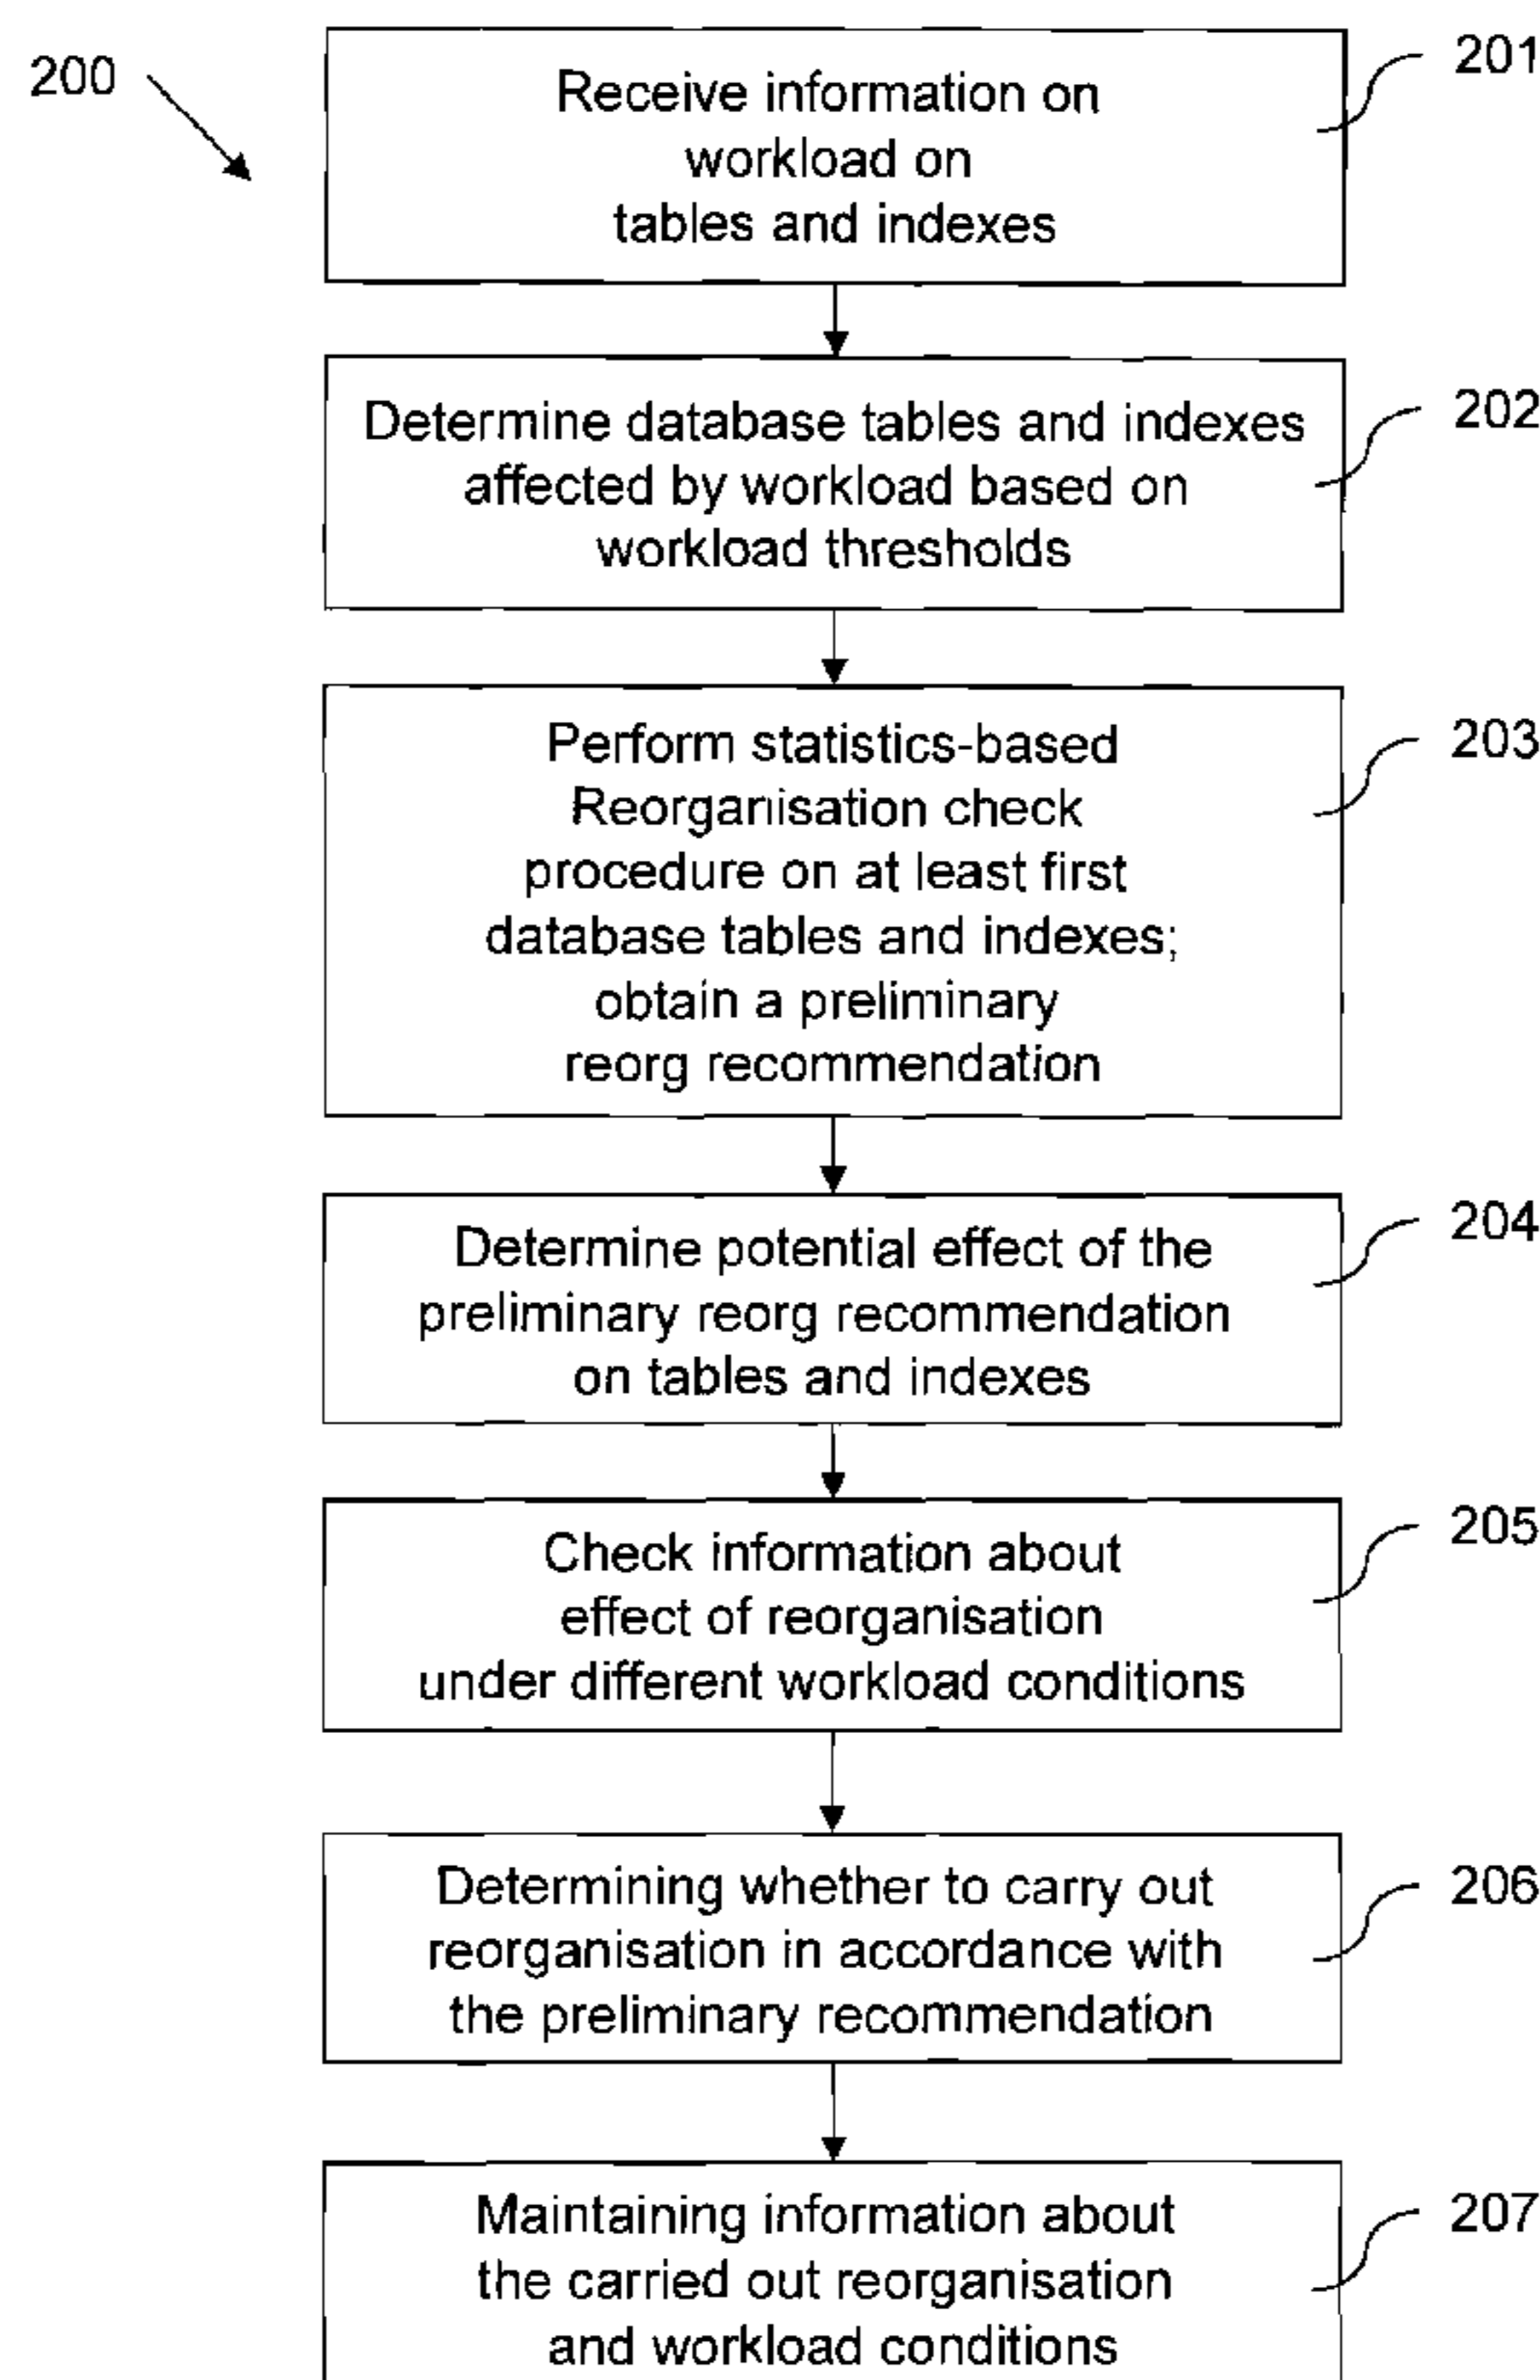 200
201
Receive information on
workload on
tables and indexes
202
Determine database tables and indexes
affected by workload based on
workload thresholds
203
Perform statistics-based
Reorganisation check
procedure on at least first
database tables and indexes;
obtain a preliminary
reorg recommendation
204
Determine potential effect of the
preliminary reorg recommendation
on tables and indexes
205
Check information about
effect of reorganisation
under different workload conditions
206
Determining whether to carry out
reorganisation in accordance with
the preliminary recommendation
207
Maintaining information about
the carried out reorganisation
and workload conditions